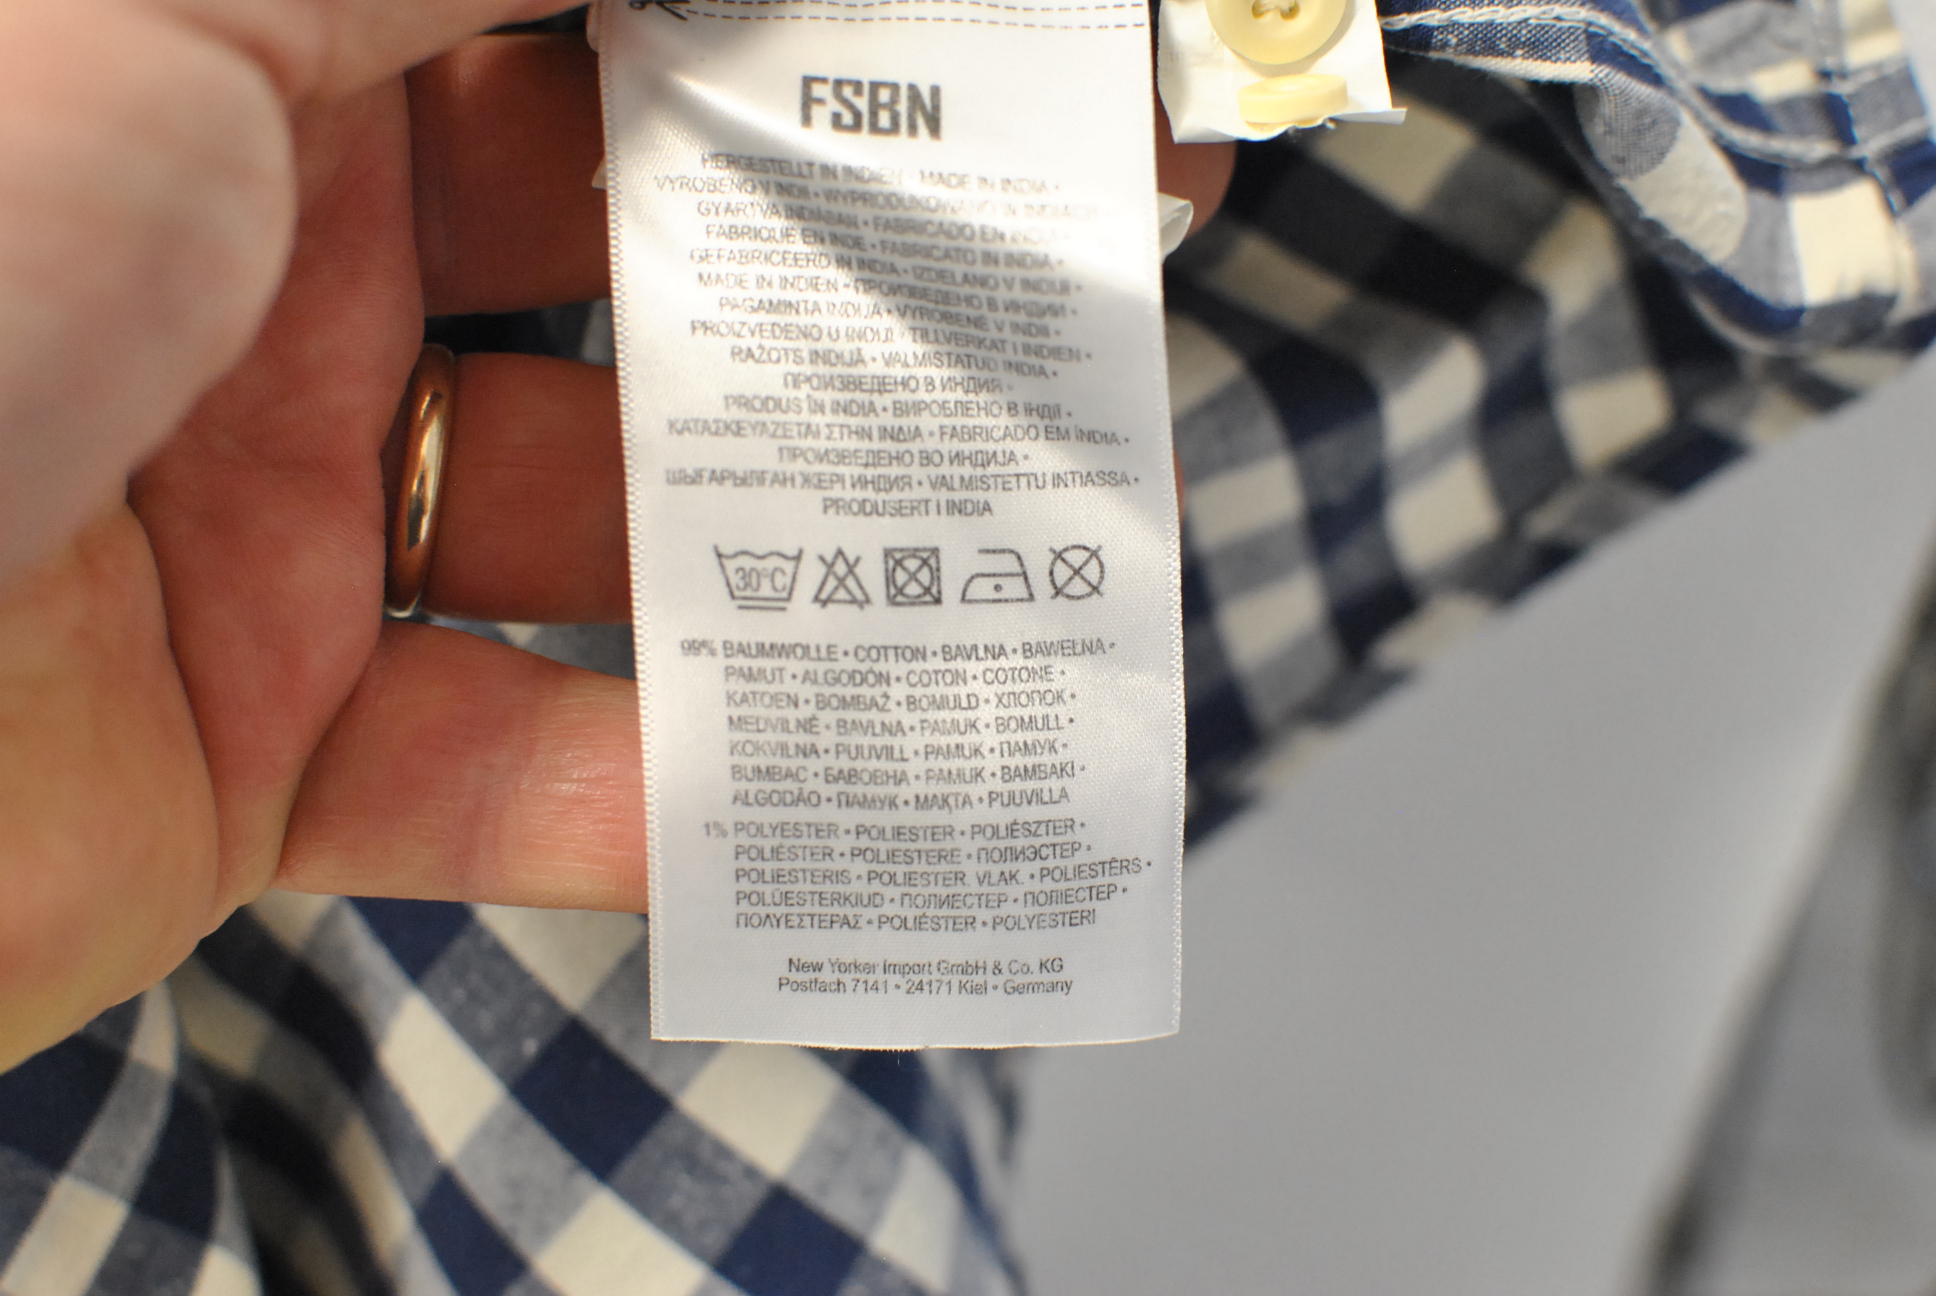 FSBN
HERGESTELLT IN INDIEN • MADE IN INDIA •
VYROBENO V INDII • WYPRODUKOWANO W INDIACH •
GYÁRTVA INDIÁBAN • FABRICADO EN INDIA •
FABRIQUÉ EN INDE • FABRICATO IN INDIA •
GEFABRICEERD IN INDIA • IZDELANO V INDIJI •
MADE IN INDIEN • ПРОИЗВЕДЕНО В ИНДИИ •
PAGAMINTA INDIJA • VYROBENÉ V INDII •
PROIZVEDENO U INDIJI • TILLVERKAT I INDIEN •
RAŽOTS INDIJĀ • VALMISTATUD INDIA •
ПРОИЗВЕДЕНО В ИНДИЯ •
PRODUS ÎN INDIA • ВИРОБЛЕНО В ІНДІЇ •
ΚΑΤΑΣΚΕΥΑΖΕΤΑΙ ΣΤΗΝ ΙΝΔΙΑ • FABRICADO EM ÍNDIA •
ПРОИЗВЕДЕНО ВО ИНДИЈА •
ШЫҒАРЫЛҒАН ЖЕРІ ИНДИЯ • VALMISTETTU INTIASSA •
PRODUSERT I INDIA
30°C
99% BAUMWOLLE • COTTON • BAVLNA • BAWEŁNA •
PAMUT • ALGODÓN • COTON • COTONE •
KATOEN • BOMBAŽ • BOMULD • ХЛОПОК •
MEDVILNĖ • BAVLNA • PAMUK • BOMULL •
KOKVILNA • PUUVILL • PAMUK • ПАМУК •
BUMBAC • БАВОВНА • PAMUK • BAMBAKI •
ALGODÃO • ПАМУК • МАҚТА • PUUVILLA
1% POLYESTER • POLIESTER • POLIÉSZTER •
POLIÉSTER • POLIESTERE • ПОЛИЭСТЕР •
POLIESTERIS • POLIESTER. VLAK. • POLIESTĒRS •
POLÜESTERKIUD • ПОЛИЕСТЕР • ПОЛІЕСТЕР •
ΠΟΛΥΕΣΤΕΡΑΣ • POLIÉSTER • POLYESTERI
New Yorker Import GmbH & Co. KG
Postfach 7141 • 24171 Kiel • Germany